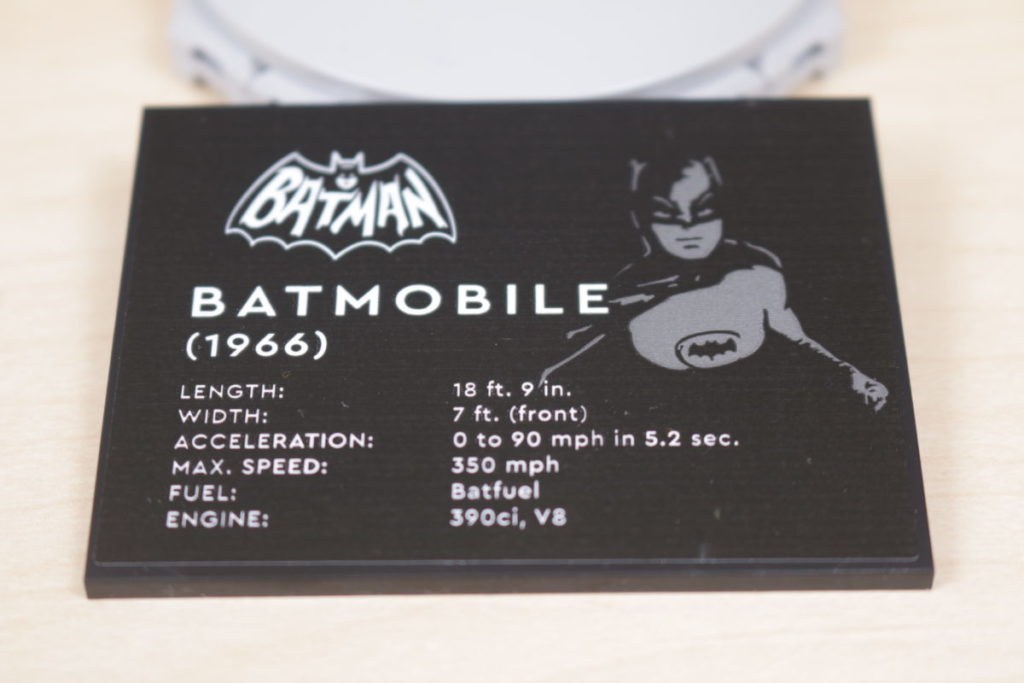 BATMAN
BATMOBILE
(1966)
LENGTH: 18 ft. 9 in.
WIDTH: 7 ft. (front)
ACCELERATION: 0 to 90 mph in 5.2 sec.
MAX. SPEED: 350 mph
FUEL: Batfuel
ENGINE: 390ci, V8